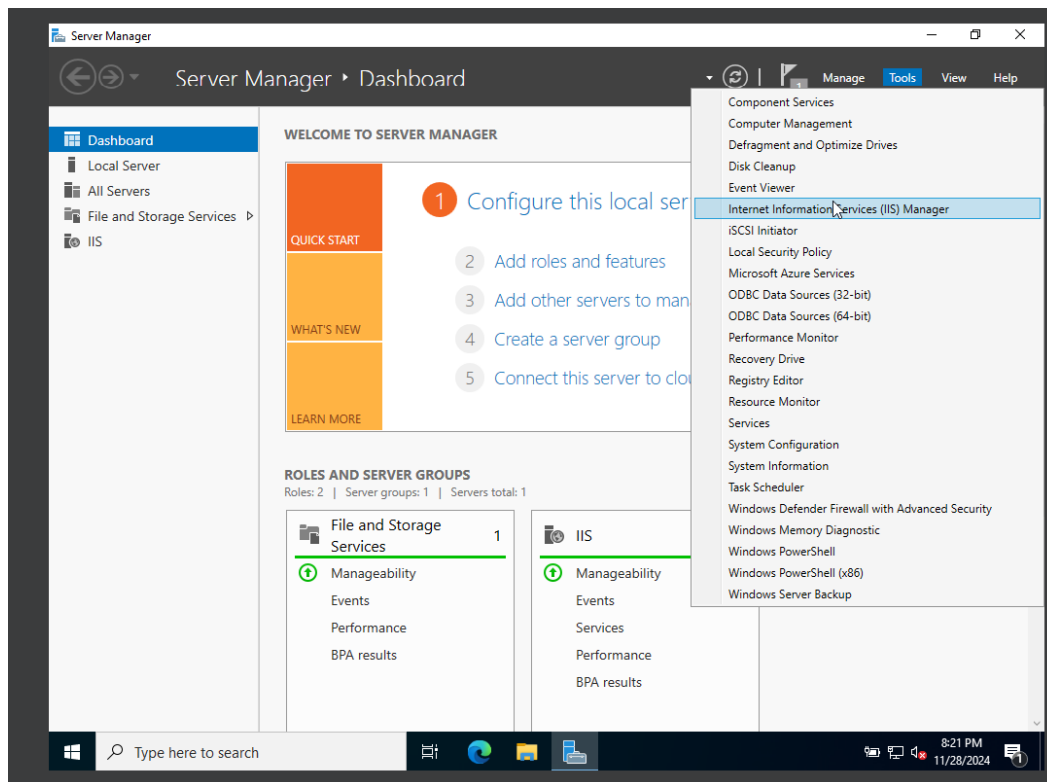 Server Manager
Server Manager • Dashboard
1
Manage Tools View Help
Dashboard
Local Server
All Servers
File and Storage Services
IIS
WELCOME TO SERVER MANAGER
QUICK START
WHAT'S NEW
LEARN MORE
1 Configure this local ser
2 Add roles and features
3 Add other servers to man
4 Create a server group
5 Connect this server to clou
ROLES AND SERVER GROUPS
Roles: 2 | Server groups: 1 | Servers total: 1
File and Storage
Services
1
Manageability
Events
Performance
BPA results
IIS
Manageability
Events
Services
Performance
BPA results
Component Services
Computer Management
Defragment and Optimize Drives
Disk Cleanup
Event Viewer
Internet Information Services (IIS) Manager
iSCSI Initiator
Local Security Policy
Microsoft Azure Services
ODBC Data Sources (32-bit)
ODBC Data Sources (64-bit)
Performance Monitor
Recovery Drive
Registry Editor
Resource Monitor
Services
System Configuration
System Information
Task Scheduler
Windows Defender Firewall with Advanced Security
Windows Memory Diagnostic
Windows PowerShell
Windows PowerShell (x86)
Windows Server Backup
Type here to search
8:21 PM
11/28/2024
1